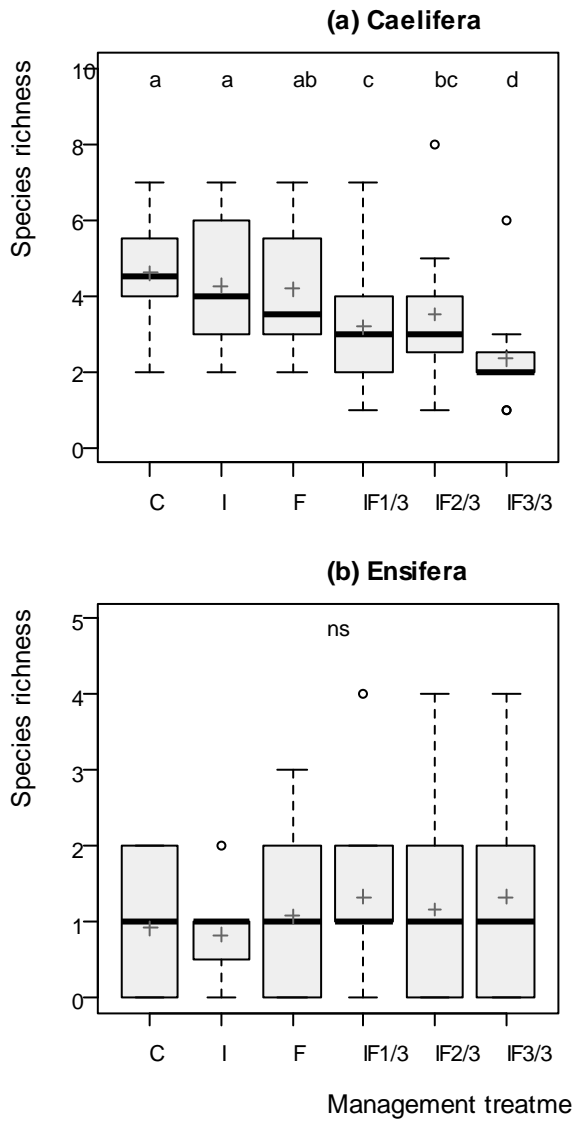 (a) Caelifera
Species richness
10
8
6
4
2
0
a a ab c bc d
C I F IF1/3 IF2/3 IF3/3
(b) Ensifera
Species richness
5
4
3
2
1
0
ns
C I F IF1/3 IF2/3 IF3/3
Management treatme